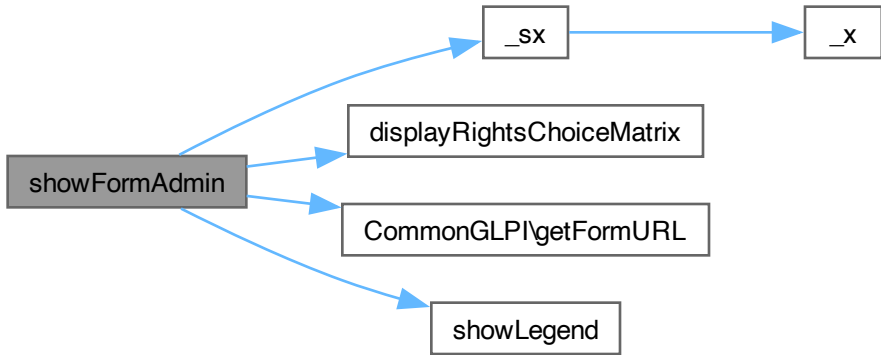 _sx
_x
displayRightsChoiceMatrix
showFormAdmin
CommonGLPI\getFormURL
showLegend